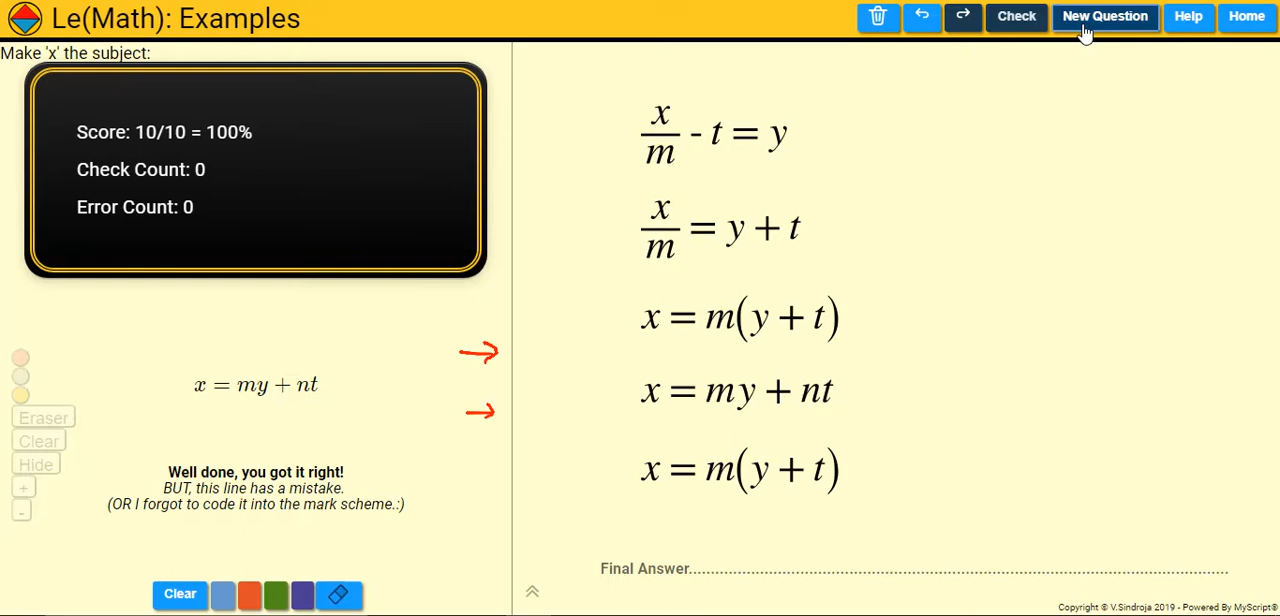 Le(Math): Examples
Check
New Question
Help
Home
Make 'x' the subject:
Score: 10/10 = 100%
Check Count: 0
Error Count: 0
x = my + nt
Well done, you got it right!
BUT, this line has a mistake.
(OR I forgot to code it into the mark scheme.:)
Eraser
Clear
Hide
+
-
Clear
x/m - t = y
x/m = y + t
x = m(y + t)
x = my + nt
x = m(y + t)
Final Answer..........................................................................................................................
Copyright © V.Sindroja 2019 - Powered By MyScript®